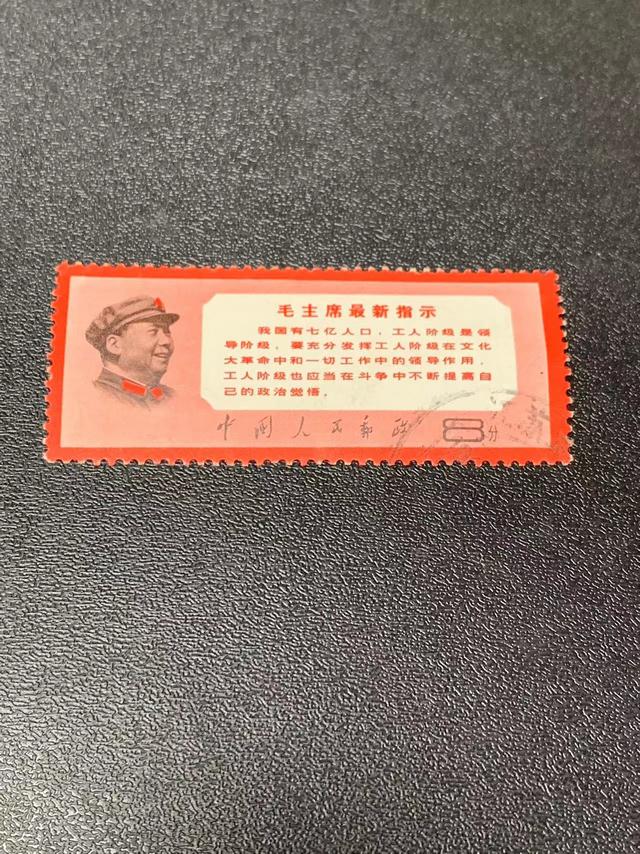 毛主席最新指示
我国有七亿人口，工人阶级是领
导阶级，要充分发挥工人阶级在文化
大革命中和一切工作中的领导作用，
工人阶级也应当在斗争中不断提高自
己的政治觉悟。
中国人民邮政 8分